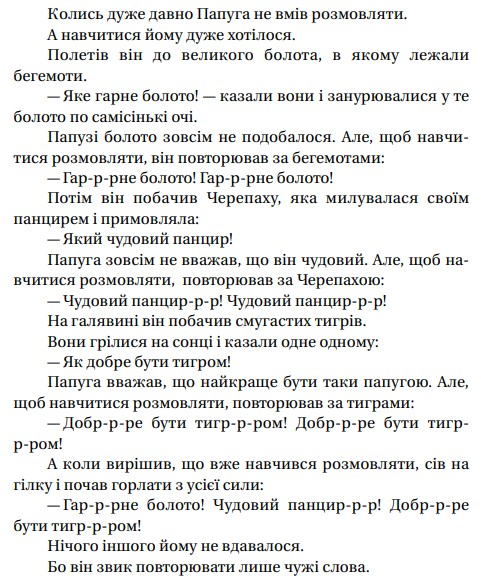 Колись дуже давно Папуга не вмів розмовляти.
А навчитися йому дуже хотілося.
Полетів він до великого болота, в якому лежали
бегемоти.
— Яке гарне болото! — казали вони і занурювалися у те
болото по самісінькі очі.
Папузі болото зовсім не подобалося. Але, щоб навчи-
тися розмовляти, він повторював за бегемотами:
— Гар-р-рне болото! Гар-р-рне болото!
Потім він побачив Черепаху, яка милувалася своїм
панцирем і примовляла:
— Який чудовий панцир!
Папуга зовсім не вважав, що він чудовий. Але, щоб на-
вчитися розмовляти, повторював за Черепахою:
— Чудовий панцир-р-р! Чудовий панцир-р-р!
На галявині він побачив смугастих тигрів.
Вони грілися на сонці і казали одне одному:
— Як добре бути тигром!
Папуга вважав, що найкраще бути таки папугою. Але,
щоб навчитися розмовляти, повторював за тиграми:
— Добр-р-ре бути тигр-р-ром! Добр-р-ре бути тигр-
р-ром!
А коли вирішив, що вже навчився розмовляти, сів на
гілку і почав горлати з усієї сили:
— Гар-р-рне болото! Чудовий панцир-р-р! Добр-р-ре
бути тигр-р-ром!
Нічого іншого йому не вдавалося.
Бо він звик повторювати лише чужі слова.